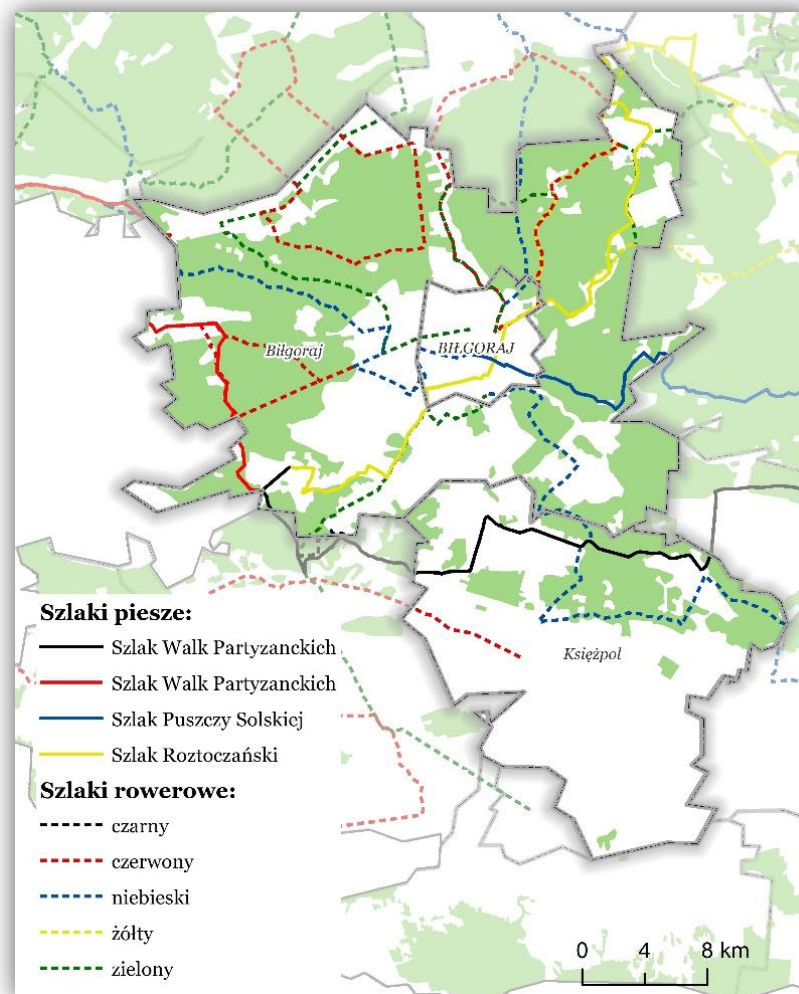 Biłgoraj
BIŁGORAJ
Księżpol
Szlaki piesze:
Szlak Walk Partyzanckich
Szlak Walk Partyzanckich
Szlak Puszczy Solskiej
Szlak Roztoczański
Szlaki rowerowe:
czarny
czerwony
niebieski
żółty
zielony
0 4 8 km